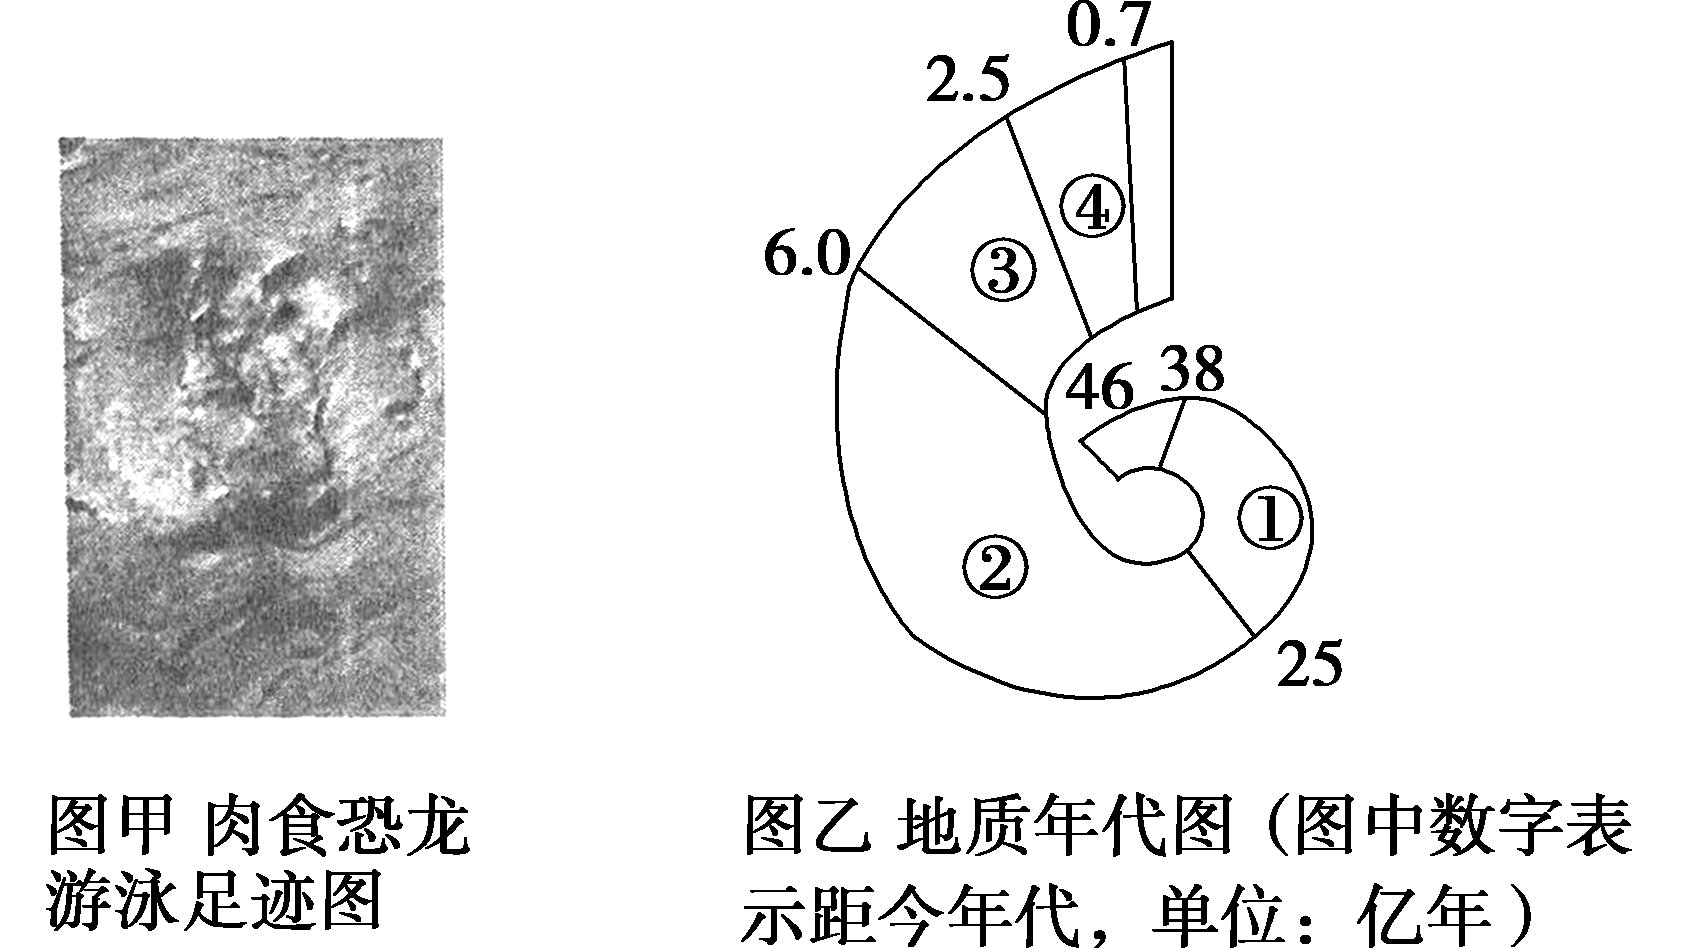 0.7
2.5
6.0
④
③
46
38
①
②
25
图甲 肉食恐龙
游泳足迹图
图乙 地质年代图（图中数字表
示距今年代，单位：亿年）